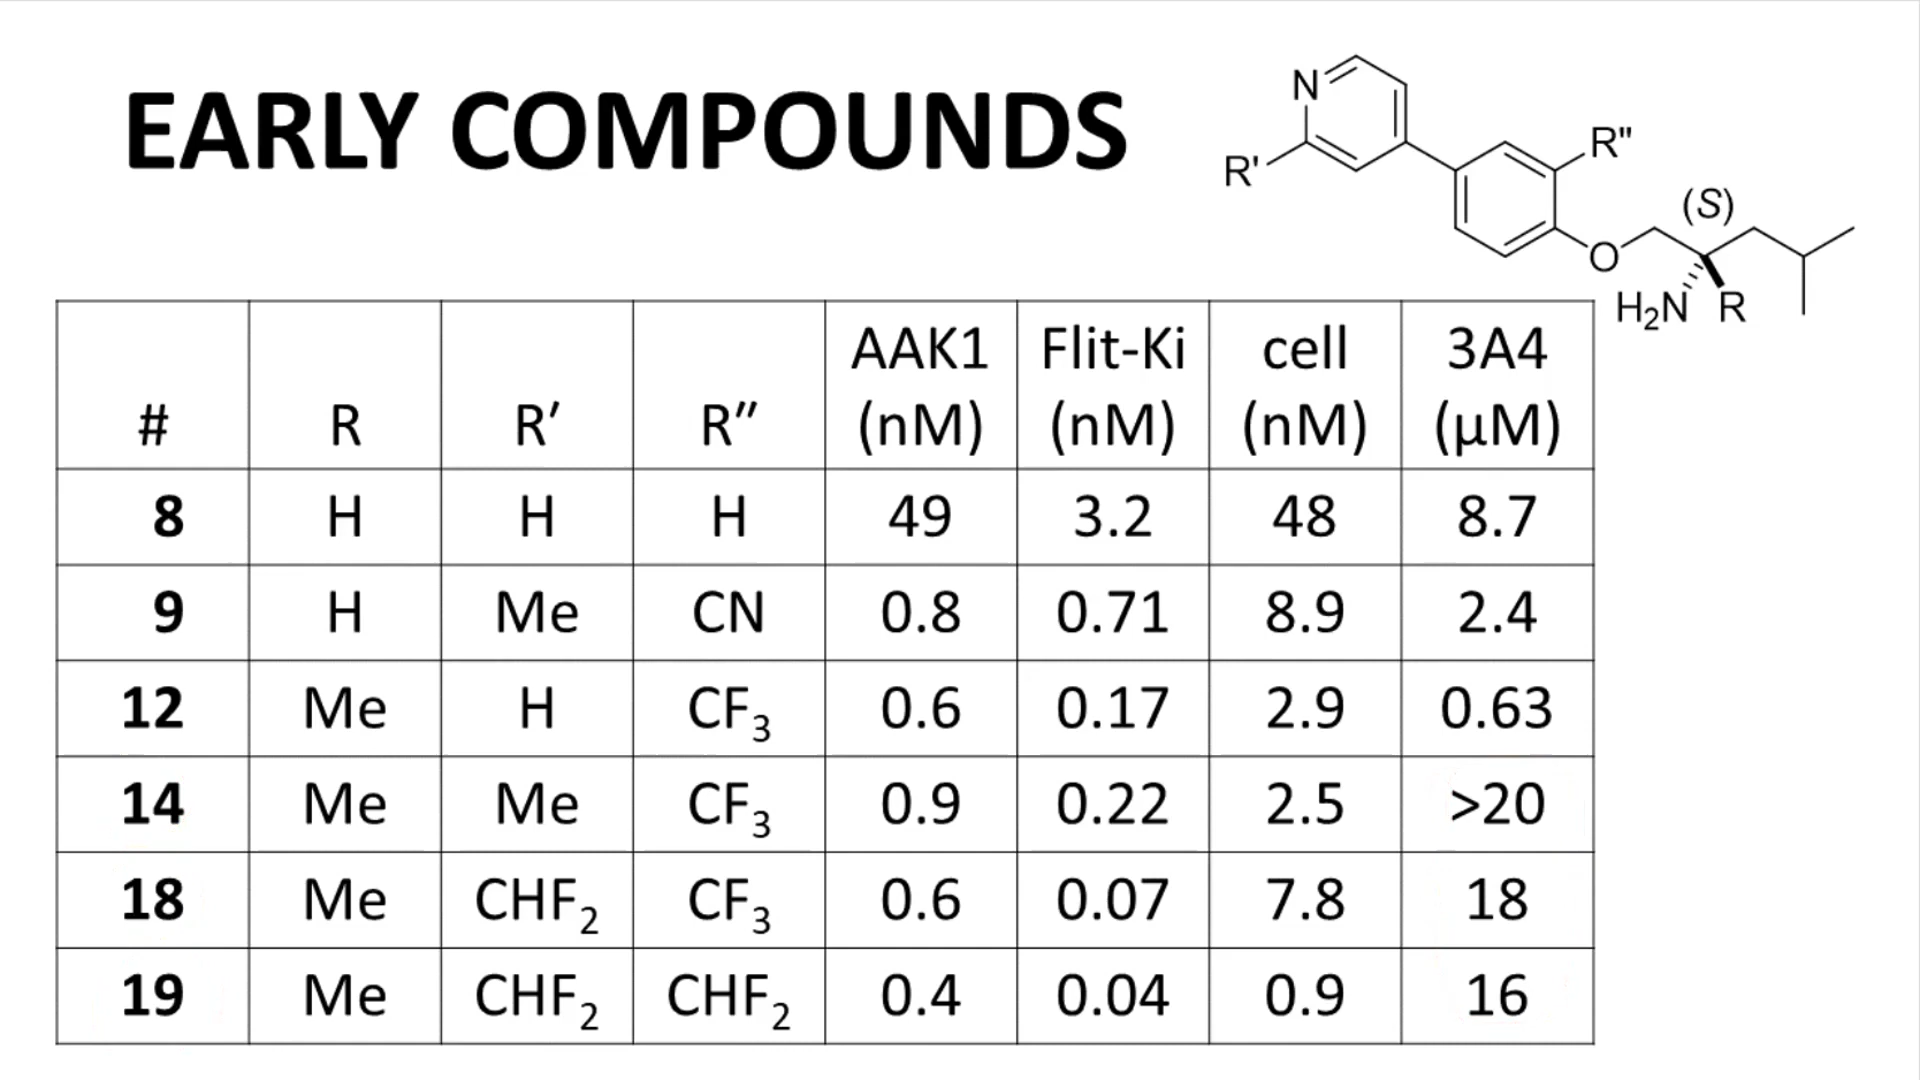 EARLY COMPOUNDS
N
R'
R"
(S)
O
H₂N R
# R R′ R″ AAK1 (nM) Flit-Ki (nM) cell (nM) 3A4 (μM)
8 H H H 49 3.2 48 8.7
9 H Me CN 0.8 0.71 8.9 2.4
12 Me H CF₃ 0.6 0.17 2.9 0.63
14 Me Me CF₃ 0.9 0.22 2.5 >20
18 Me CHF₂ CF₃ 0.6 0.07 7.8 18
19 Me CHF₂ CHF₂ 0.4 0.04 0.9 16